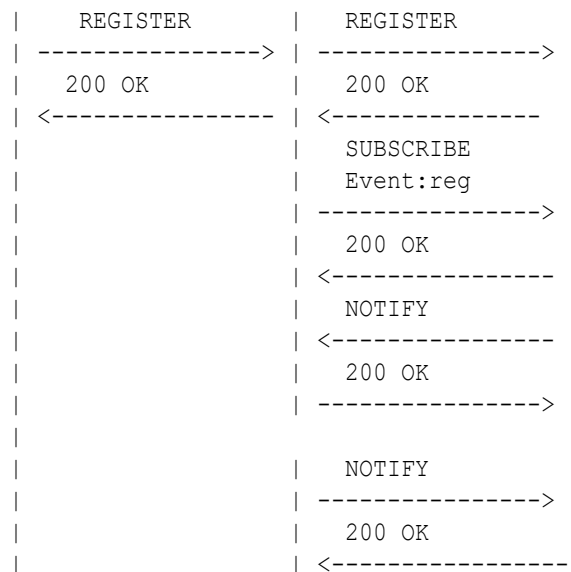 |    REGISTER       |   REGISTER
| ----------------> | ---------------->
|   200 OK          |   200 OK
| <---------------- | <---------------
|                   |   SUBSCRIBE
|                   |   Event:reg
|                   | ---------------->
|                   |   200 OK
|                   | <----------------
|                   |   NOTIFY
|                   | <----------------
|                   |   200 OK
|                   | ---------------->
|
|                   |   NOTIFY
|                   | ---------------->
|                   |   200 OK
|                   | <-----------------